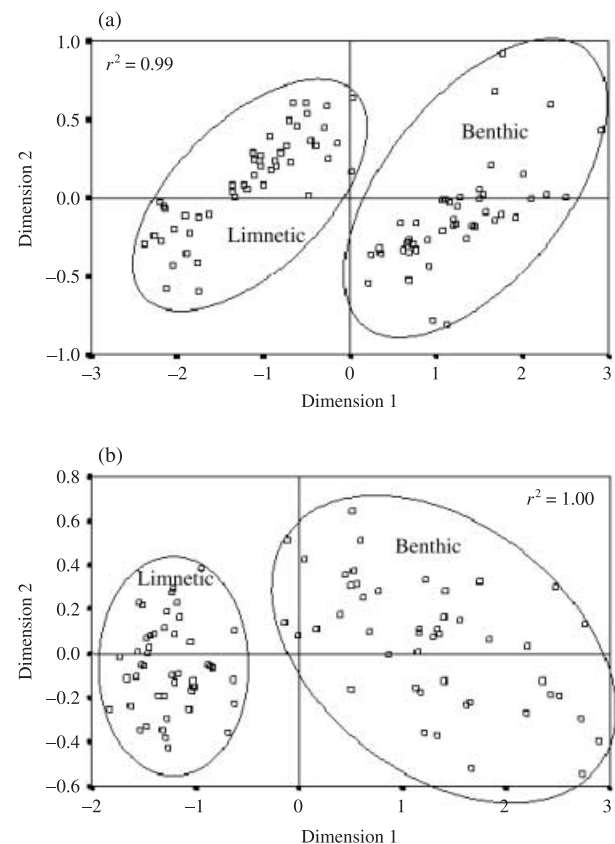 (a)
1.0
r² = 0.99
0.5
Benthic
0.0
Limnetic
−0.5
−1.0
−3 −2 −1 0 1 2 3
Dimension 2
Dimension 1
(b)
0.8
r² = 1.00
0.6
Benthic
0.4
Limnetic
0.2
0.0
−0.2
−0.4
−0.6
−2 −1 0 1 2 3
Dimension 2
Dimension 1